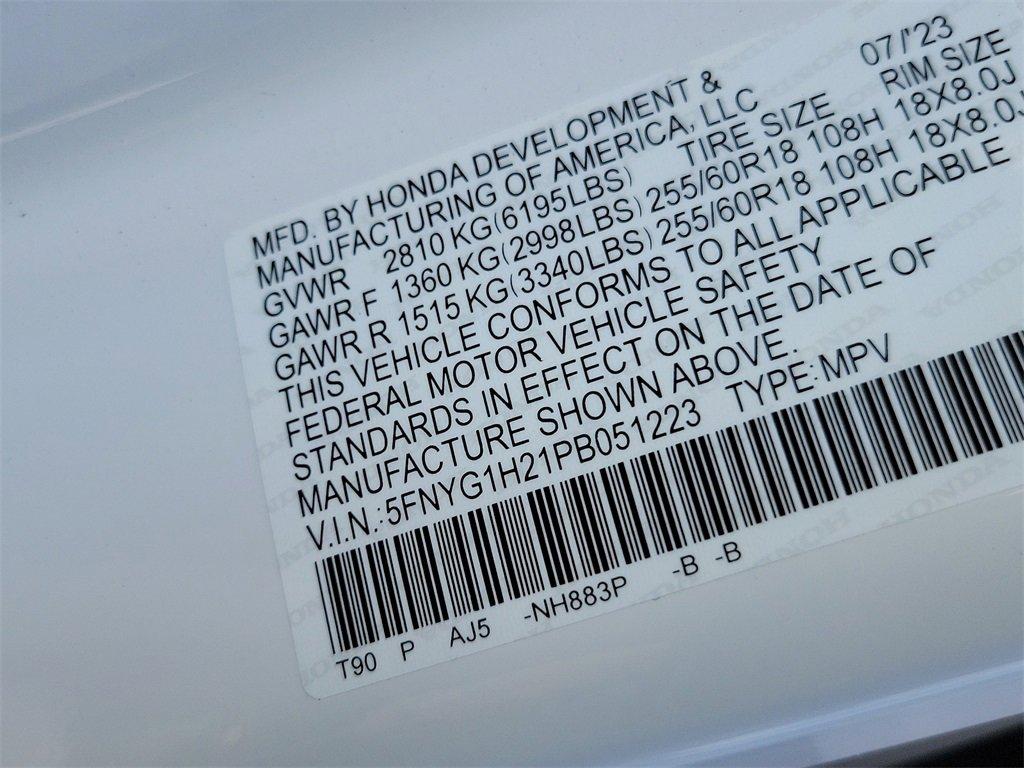 07/'23
MFD. BY HONDA DEVELOPMENT &
MANUFACTURING OF AMERICA, LLC
GVWR 2810 KG(6195LBS) TIRE SIZE RIM SIZE
GAWR F 1360 KG(2998LBS) 255/60R18 108H 18X8.0J
GAWR R 1515 KG(3340LBS) 255/60R18 108H 18X8.0J
THIS VEHICLE CONFORMS TO ALL APPLICABLE
FEDERAL MOTOR VEHICLE SAFETY
STANDARDS IN EFFECT ON THE DATE OF
MANUFACTURE SHOWN ABOVE.
V.I.N.:5FNYG1H21PB051223 TYPE:MPV
T90 P AJ5 -NH883P -B -B
HONDA